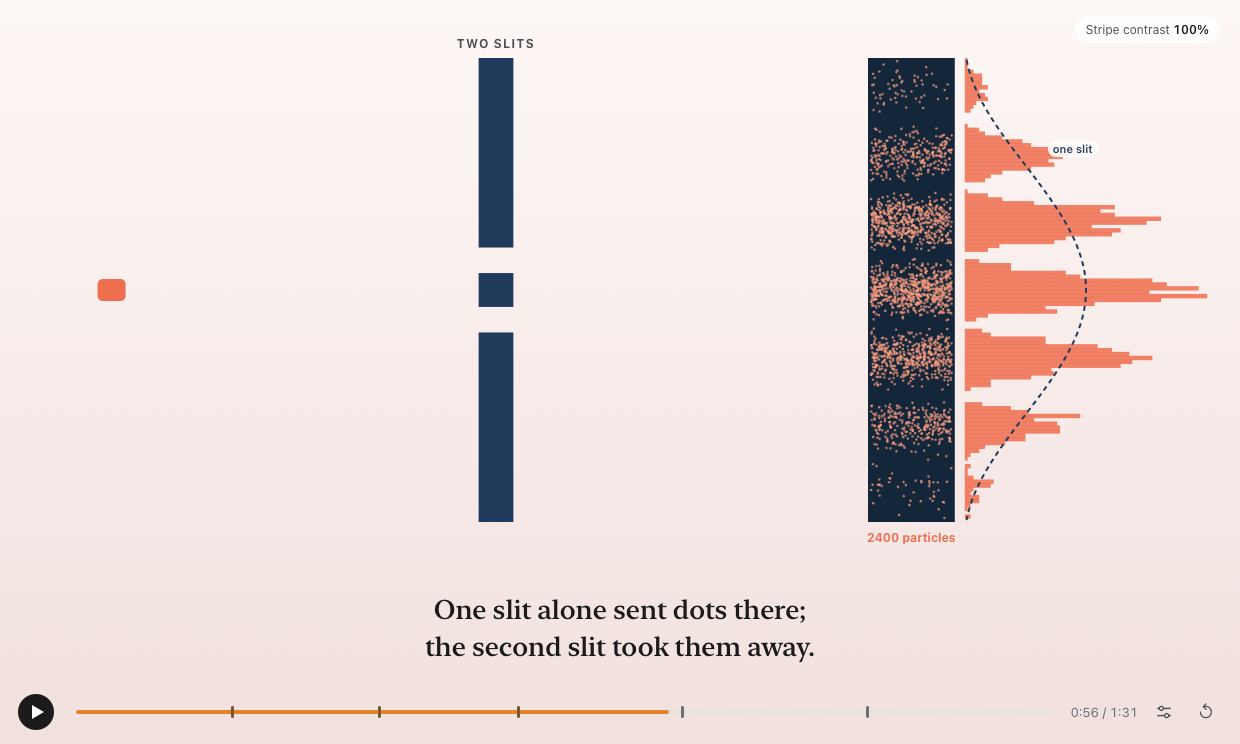 Stripe contrast 100%
TWO SLITS
one slit
2400 particles
One slit alone sent dots there;
the second slit took them away.
0:56 / 1:31